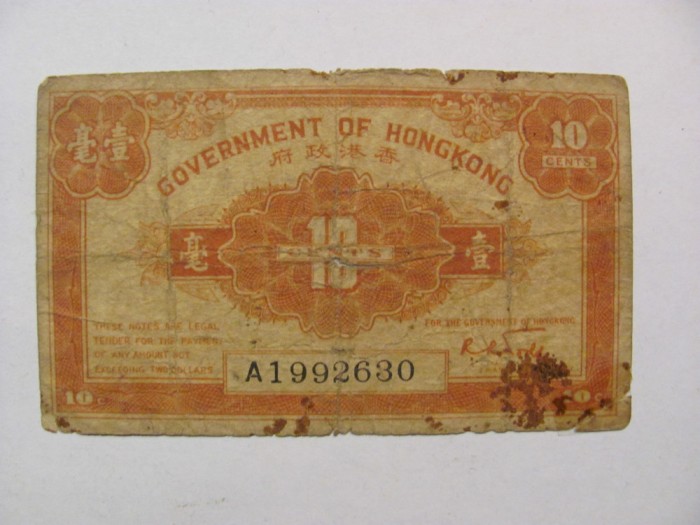 毫壹
GOVERNMENT OF HONGKONG
10
CENTS
府政港香
毫
10
CENTS
壹
THESE NOTES ARE LEGAL
TENDER FOR THE PAYMENT
OF ANY AMOUNT NOT
EXCEEDING TWO DOLLARS
FOR THE GOVERNMENT OF HONGKONG
A1992630
10